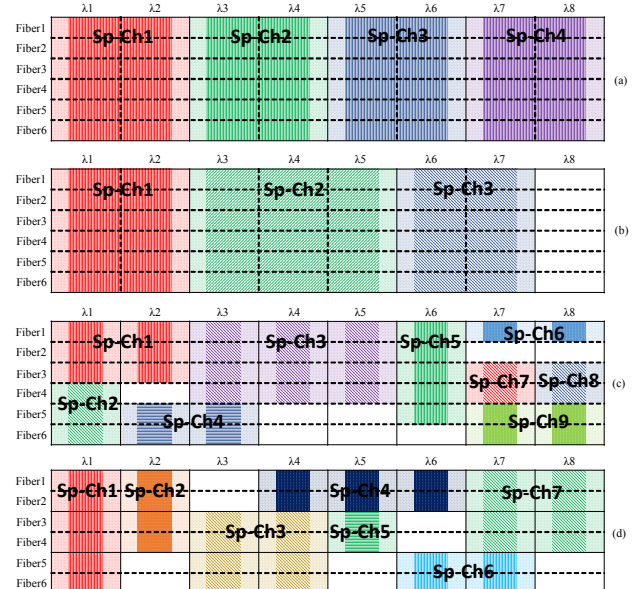 λ1 λ2 λ3 λ4 λ5 λ6 λ7 λ8
Fiber1 Sp-Ch1 Sp-Ch2 Sp-Ch3 Sp-Ch4
Fiber2
Fiber3
(a)
Fiber4
Fiber5
Fiber6
λ1 λ2 λ3 λ4 λ5 λ6 λ7 λ8
Fiber1 Sp-Ch1 Sp-Ch2 Sp-Ch3
Fiber2
Fiber3
(b)
Fiber4
Fiber5
Fiber6
λ1 λ2 λ3 λ4 λ5 λ6 λ7 λ8
Fiber1 Sp-Ch1 Sp-Ch3 Sp-Ch5 Sp-Ch6
Fiber2
Fiber3 Sp-Ch7 Sp-Ch8
(c)
Fiber4 Sp-Ch2
Fiber5 Sp-Ch4 Sp-Ch9
Fiber6
λ1 λ2 λ3 λ4 λ5 λ6 λ7 λ8
Fiber1 Sp-Ch1 Sp-Ch2 Sp-Ch4 Sp-Ch7
Fiber2
Fiber3 Sp-Ch3 Sp-Ch5
(d)
Fiber4
Fiber5 Sp-Ch6
Fiber6